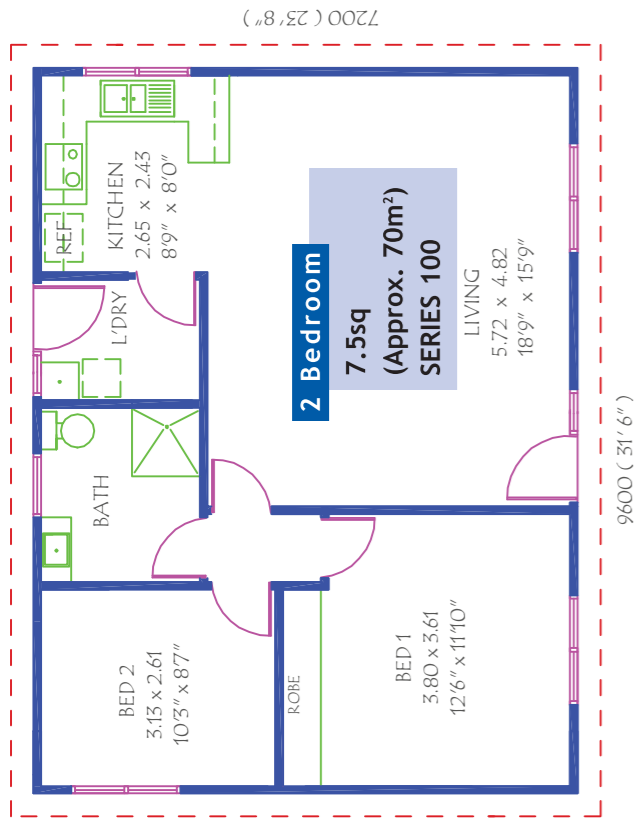 7200 ( 23' 8" )
REF
KITCHEN
2.65 x 2.43
8'9" x 8'0"
L'DRY
BATH
2 Bedroom
7.5sq
(Approx. 70m²)
SERIES 100
LIVING
5.72 x 4.82
18'9" x 15'9"
BED 2
3.13 x 2.61
10'3" x 8'7"
ROBE
BED 1
3.80 x 3.61
12'6" x 11'10"
9600 ( 31' 6" )